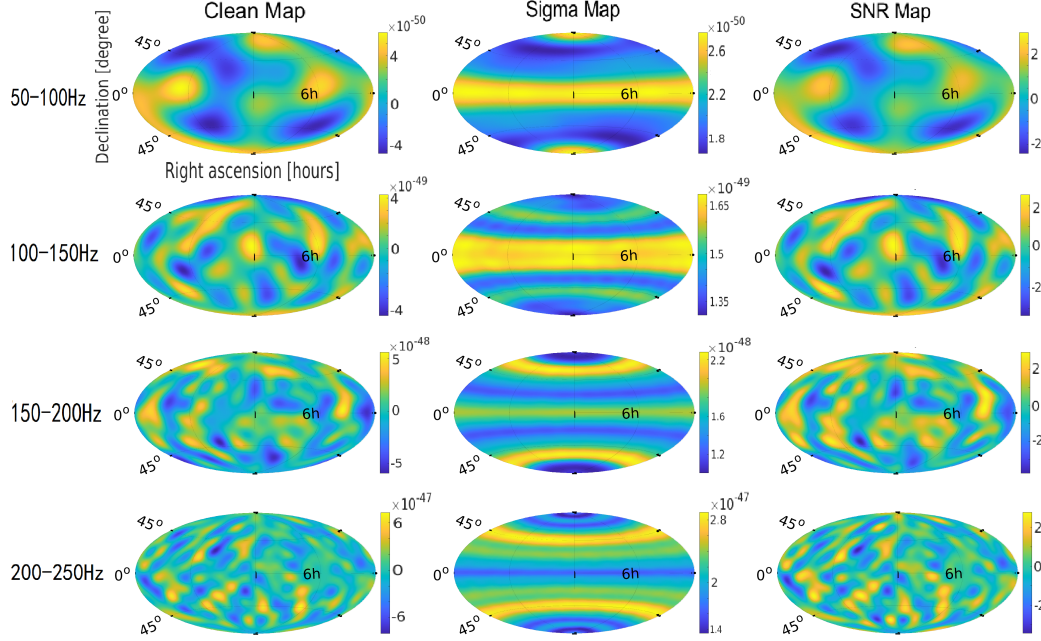 Clean Map Sigma Map SNR Map
Declination [degree]
Right ascension [hours]
50−100Hz
45° 0° 45° 6h ×10⁻⁵⁰ 6 4 2 0 -2 -4
45° 0° 45° 6h ×10⁻⁵⁰ 2.6 2.2 1.8
45° 0° 45° 6h 2 0 -2
100−150Hz
45° 0° 45° 6h ×10⁻⁴⁹ 4 0 -4
45° 0° 45° 6h ×10⁻⁴⁹ 1.65 1.5 1.35
45° 0° 45° 6h 2 0 -2
150−200Hz
45° 0° 45° 6h ×10⁻⁴⁸ 5 0 -5
45° 0° 45° 6h ×10⁻⁴⁸ 2.2 1.6 1.2
45° 0° 45° 6h 2 0 -2
200−250Hz
45° 0° 45° 6h ×10⁻⁴⁷ 6 0 -6
45° 0° 45° 6h ×10⁻⁴⁷ 2.8 2 1.4
45° 0° 45° 6h 2 0 -2